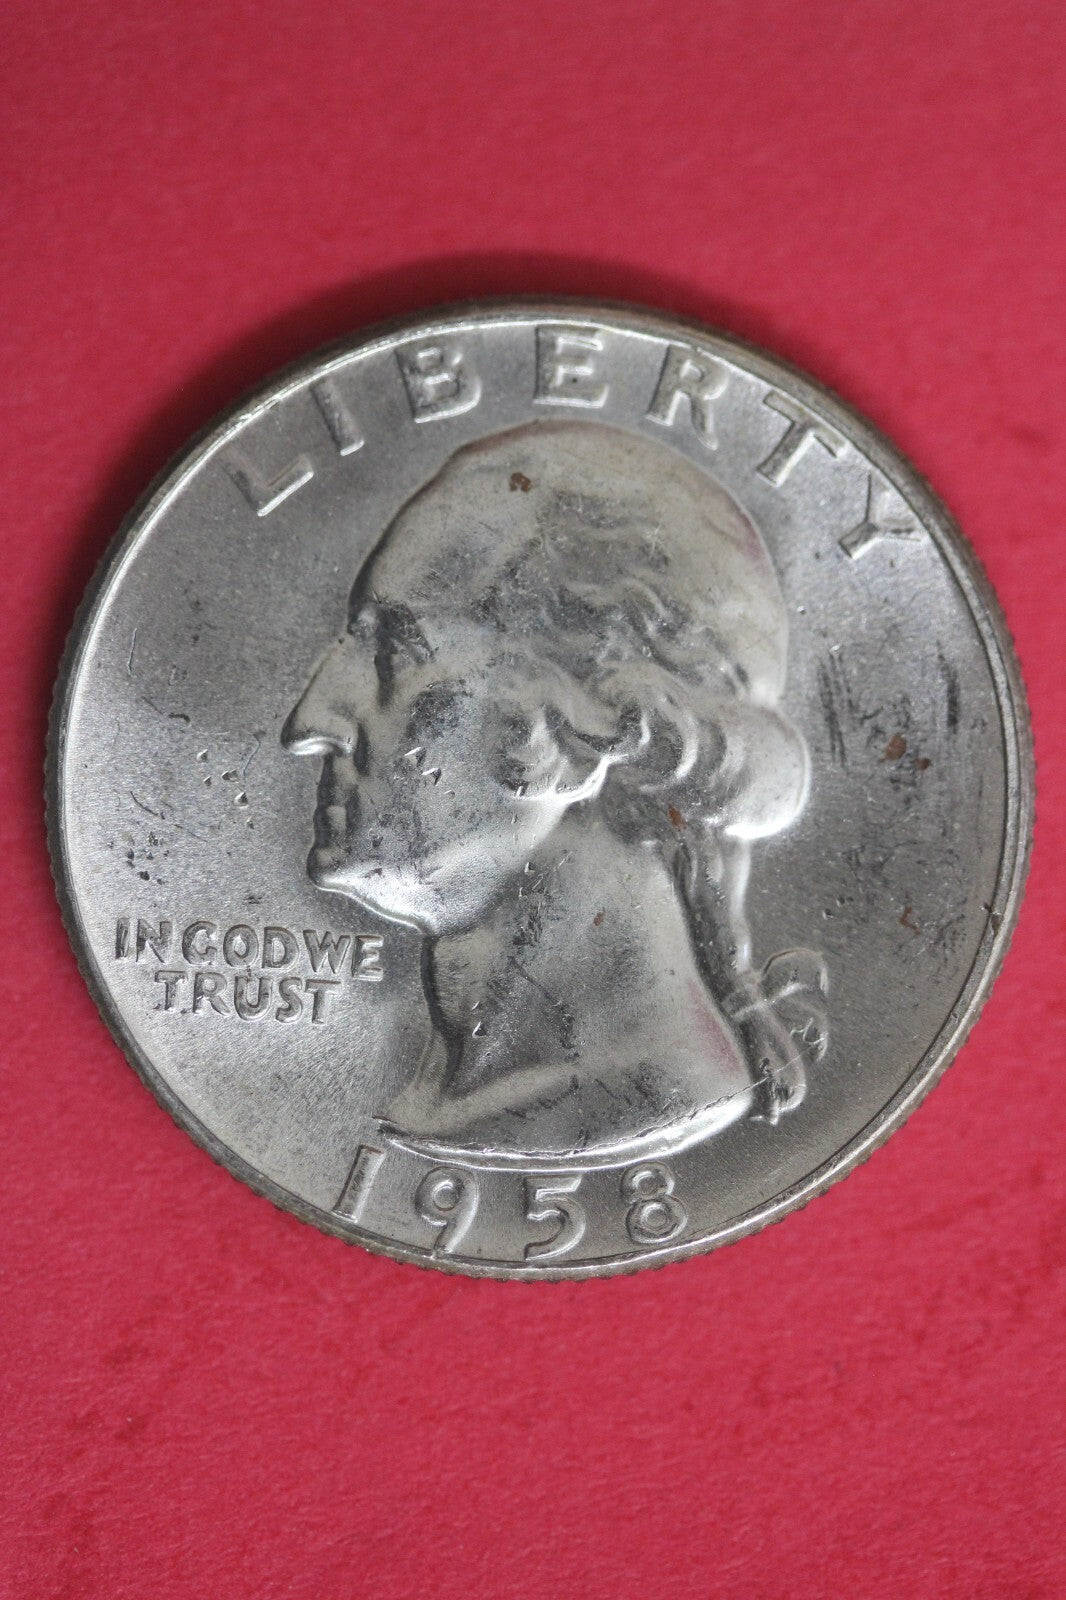 LIBERTY
IN GOD WE
TRUST
1958